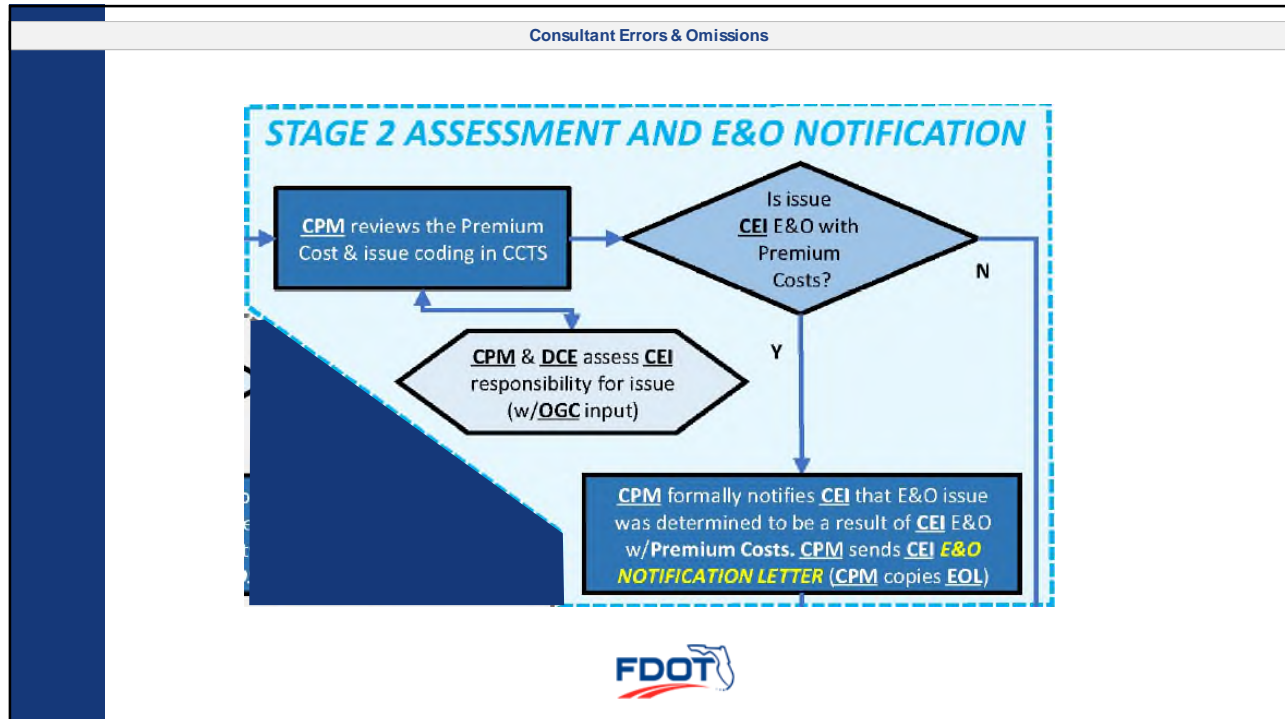 Consultant Errors & Omissions
STAGE 2 ASSESSMENT AND E&O NOTIFICATION
CPM reviews the Premium
Cost & issue coding in CCTS
Is issue
CEI E&O with
Premium
Costs?
N
CPM & DCE assess CEI
responsibility for issue
(w/OGC input)
Y
CPM formally notifies CEI that E&O issue
was determined to be a result of CEI E&O
w/Premium Costs. CPM sends CEI E&O
NOTIFICATION LETTER (CPM copies EOL)
FDOT